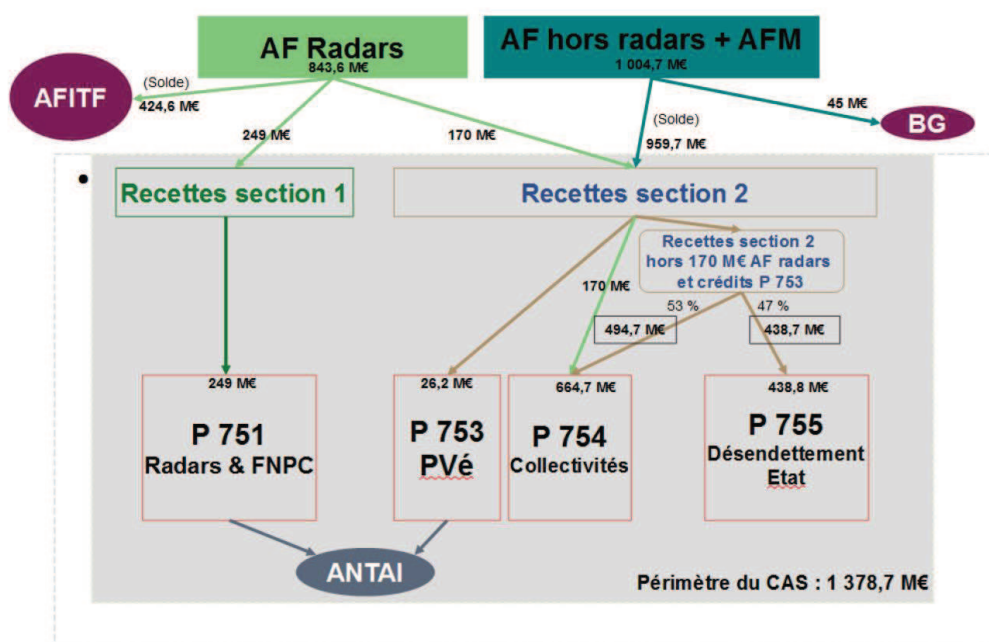 AF Radars
843,6 M€
AF hors radars + AFM
1 004,7 M€
AFITF
(Solde)
424,6 M€
249 M€
170 M€
(Solde)
959,7 M€
45 M€
BG
•
Recettes section 1
Recettes section 2
Recettes section 2
hors 170 M€ AF radars
et crédits P 753
170 M€
53 %
47 %
494,7 M€
438,7 M€
249 M€
P 751
Radars & FNPC
26,2 M€
P 753
PVé
664,7 M€
P 754
Collectivités
438,8 M€
P 755
Désendettement
Etat
ANTAI
Périmètre du CAS : 1 378,7 M€